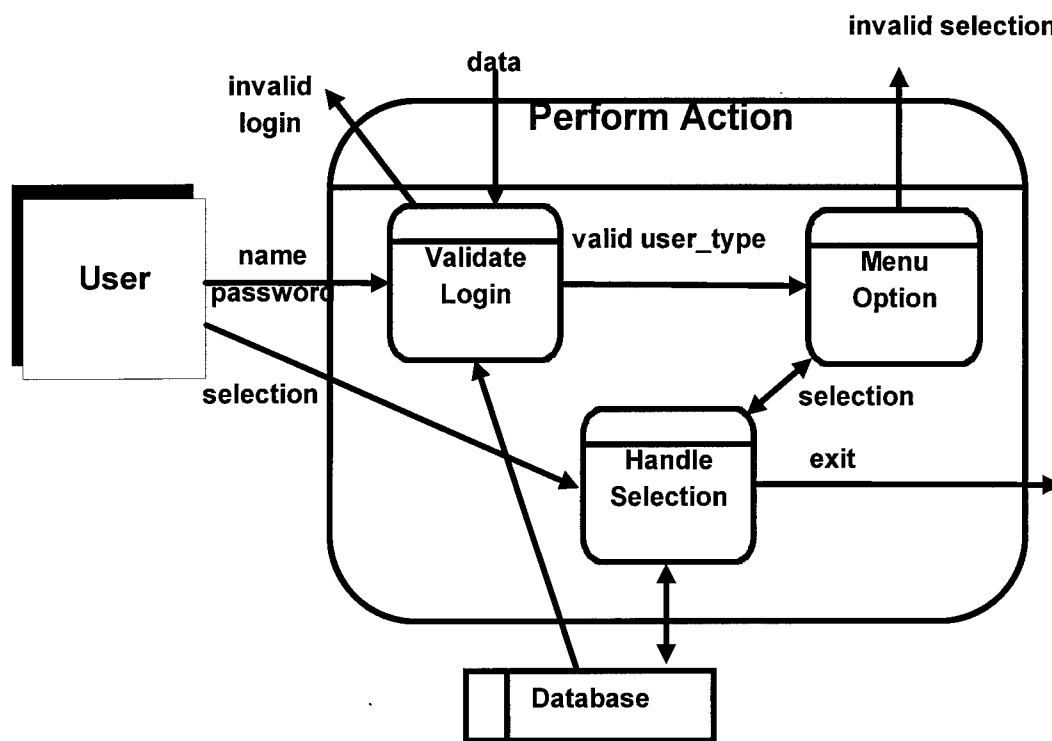 invalid selection
data
invalid
login
Perform Action
User
name
password
Validate
Login
valid user_type
Menu
Option
selection
selection
Handle
Selection
exit
Database